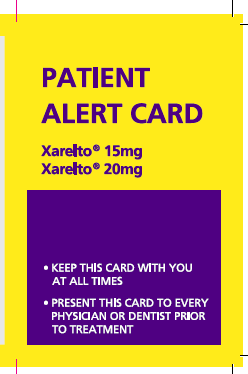 PATIENT
ALERT CARD
Xarelto® 15mg
Xarelto® 20mg
• KEEP THIS CARD WITH YOU
AT ALL TIMES
• PRESENT THIS CARD TO EVERY
PHYSICIAN OR DENTIST PRIOR
TO TREATMENT